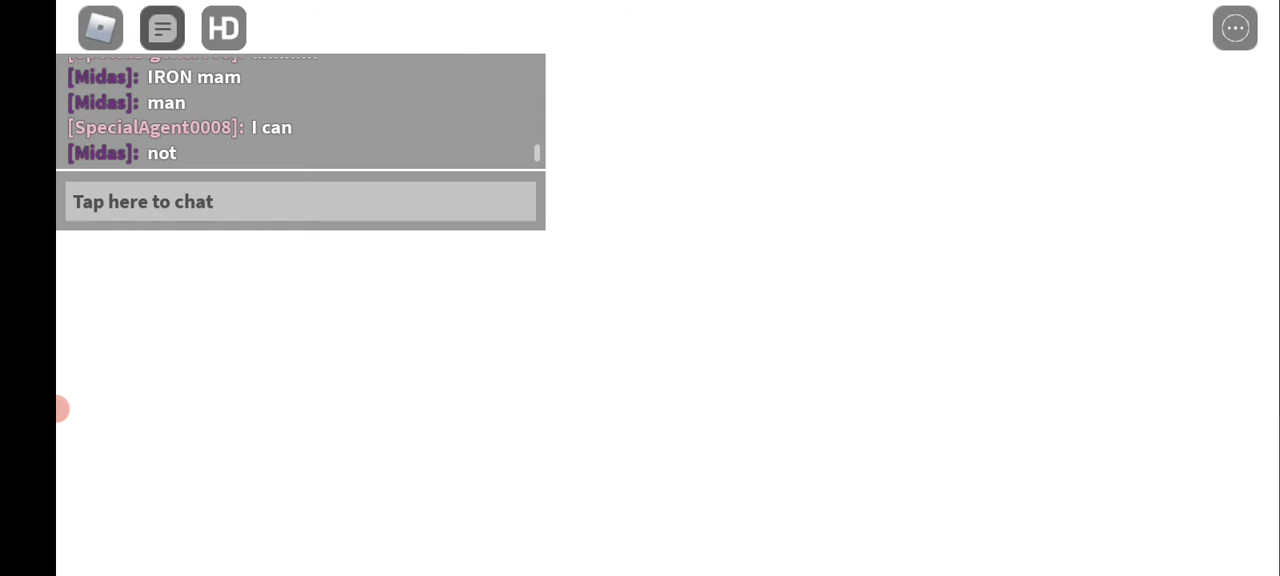 HD
[Midas]: IRON mam
[Midas]: man
[SpecialAgent0008]: I can
[Midas]: not
Tap here to chat